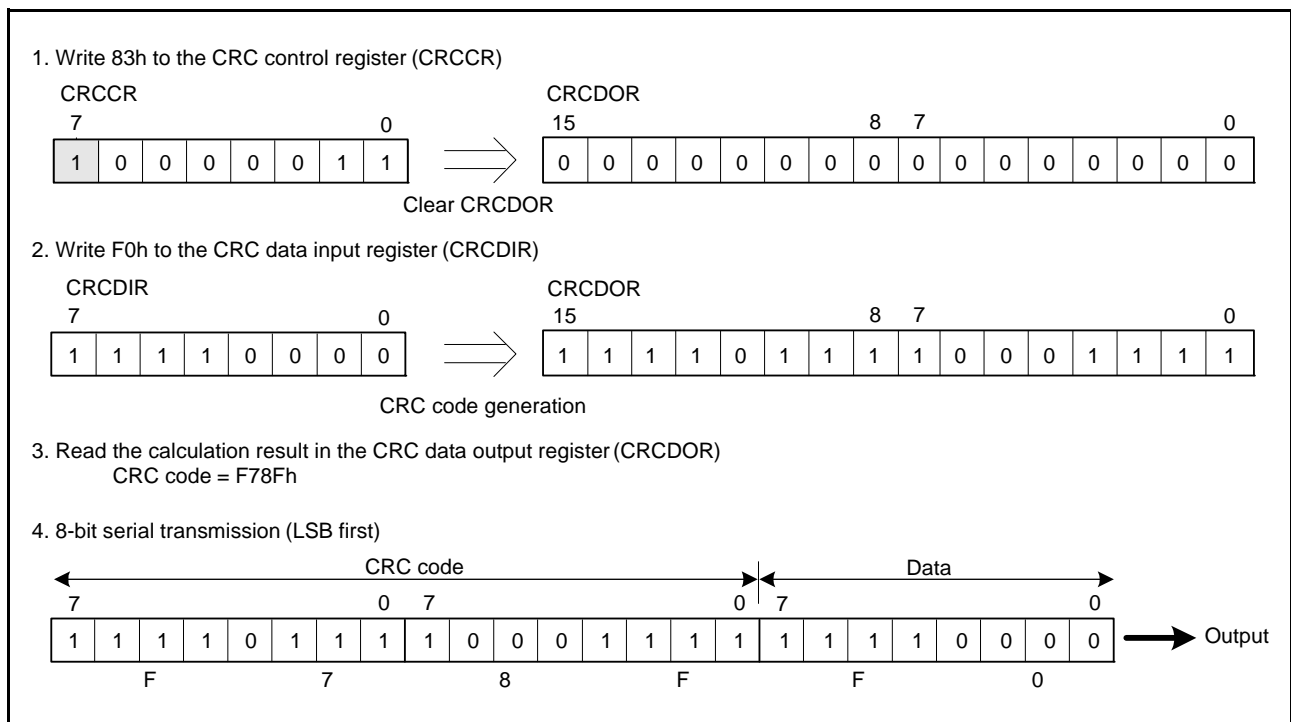 1. Write 83h to the CRC control register (CRCCR)
CRCCR CRCDOR
7 0 15 8 7 0
1 0 0 0 0 0 1 1 0 0 0 0 0 0 0 0 0 0 0 0 0 0 0 0
Clear CRCDOR
2. Write F0h to the CRC data input register (CRCDIR)
CRCDIR CRCDOR
7 0 15 8 7 0
1 1 1 1 0 0 0 0 1 1 1 1 0 1 1 1 1 0 0 0 1 1 1 1
CRC code generation
3. Read the calculation result in the CRC data output register (CRCDOR)
CRC code = F78Fh
4. 8-bit serial transmission (LSB first)
CRC code Data
7 0 7 0 7 0
1 1 1 1 0 1 1 1 1 0 0 0 1 1 1 1 1 1 1 1 0 0 0 0 Output
F 7 8 F F 0